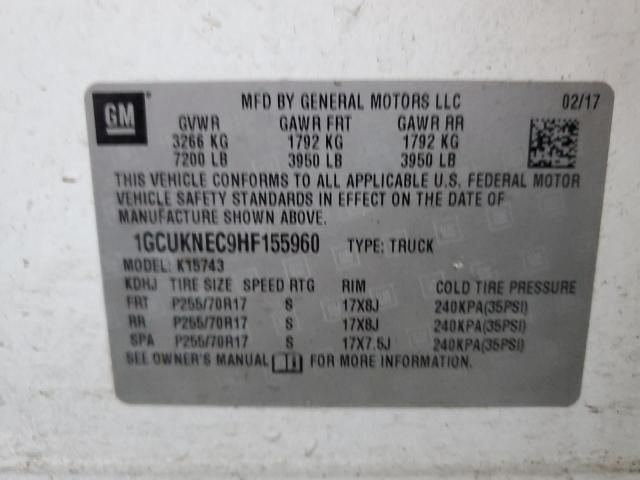 GM
MFD BY GENERAL MOTORS LLC 02/17
GVWR GAWR FRT GAWR RR
3266 KG 1792 KG 1792 KG
7200 LB 3950 LB 3950 LB
THIS VEHICLE CONFORMS TO ALL APPLICABLE U.S. FEDERAL MOTOR
VEHICLE SAFETY STANDARDS IN EFFECT ON THE DATE OF
MANUFACTURE SHOWN ABOVE.
1GCUKNEC9HF155960 TYPE: TRUCK
MODEL: K15743
KDHJ TIRE SIZE SPEED RTG RIM COLD TIRE PRESSURE
FRT P255/70R17 S 17X8J 240KPA(35PSI)
RR P255/70R17 S 17X8J 240KPA(35PSI)
SPA P255/70R17 S 17X7.5J 240KPA(35PSI)
SEE OWNER'S MANUAL FOR MORE INFORMATION.